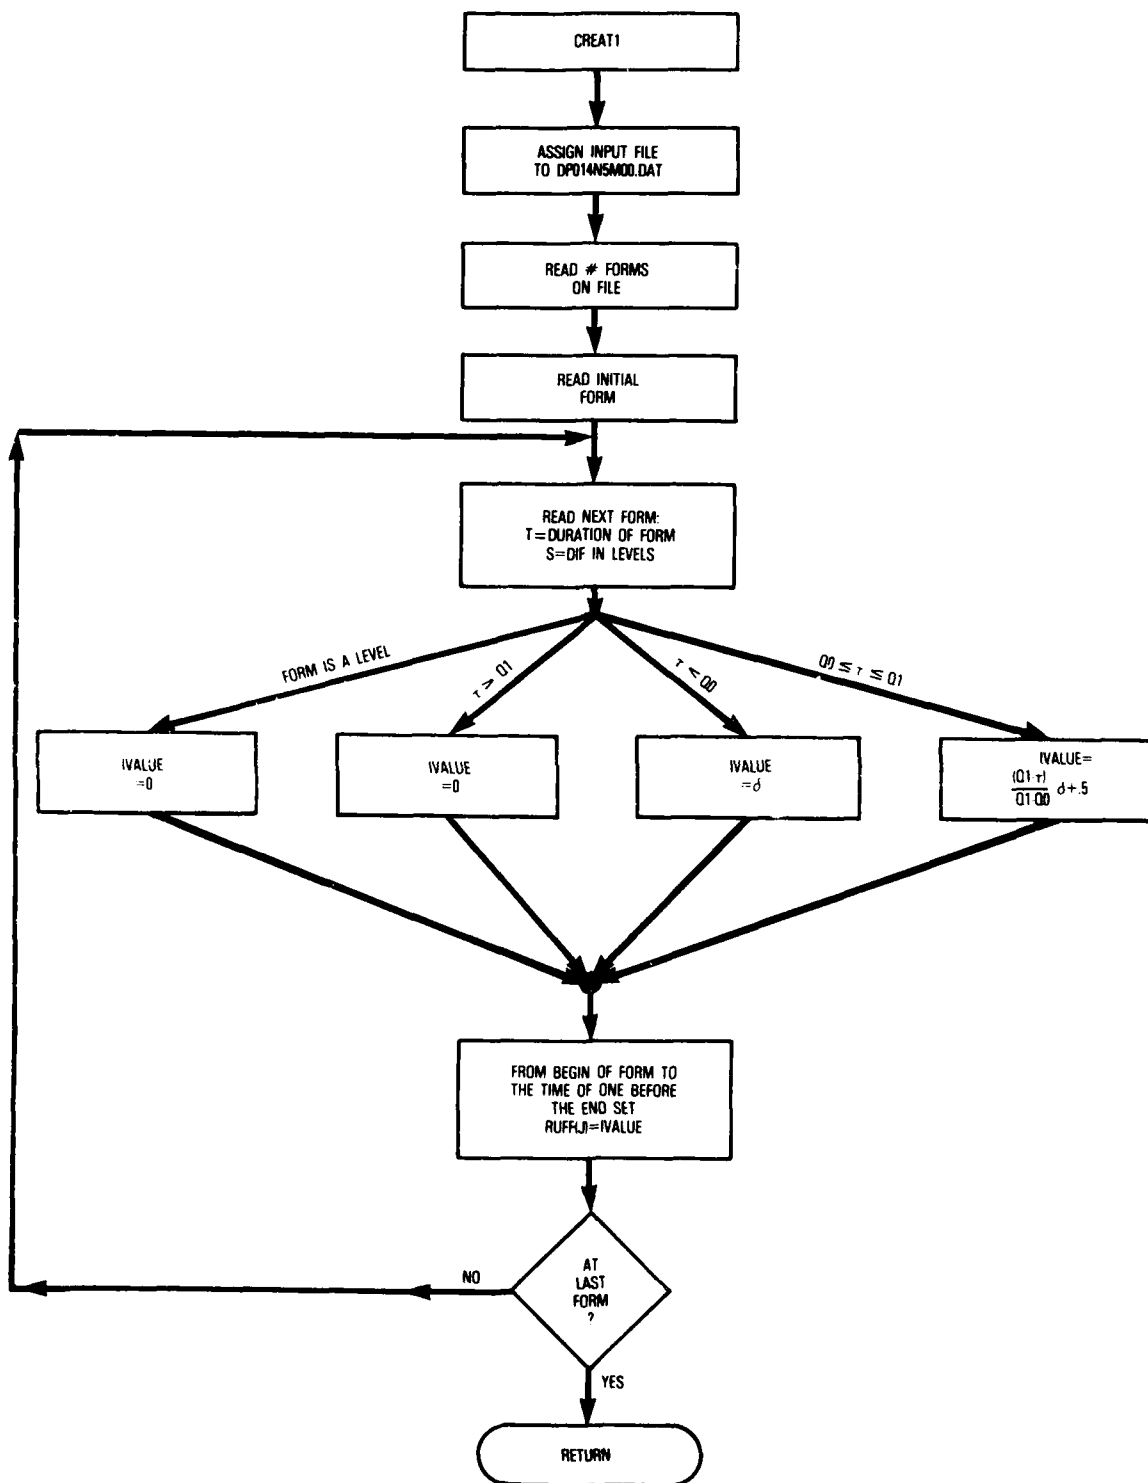 CREAT1
ASSIGN INPUT FILE
TO DP014N5M00.DAT
READ # FORMS
ON FILE
READ INITIAL
FORM
READ NEXT FORM:
T=DURATION OF FORM
S=DIF IN LEVELS
FORM IS A LEVEL
τ > Q1
τ < Q0
Q0 ≤ τ ≤ Q1
IVALUE
=0
IVALUE
=0
IVALUE
=δ
IVALUE=
(Q1-τ)
Q1-Q0 δ+.5
FROM BEGIN OF FORM TO
THE TIME OF ONE BEFORE
THE END SET
RUFF(J)=IVALUE
AT
LAST
FORM
?
NO
YES
RETURN